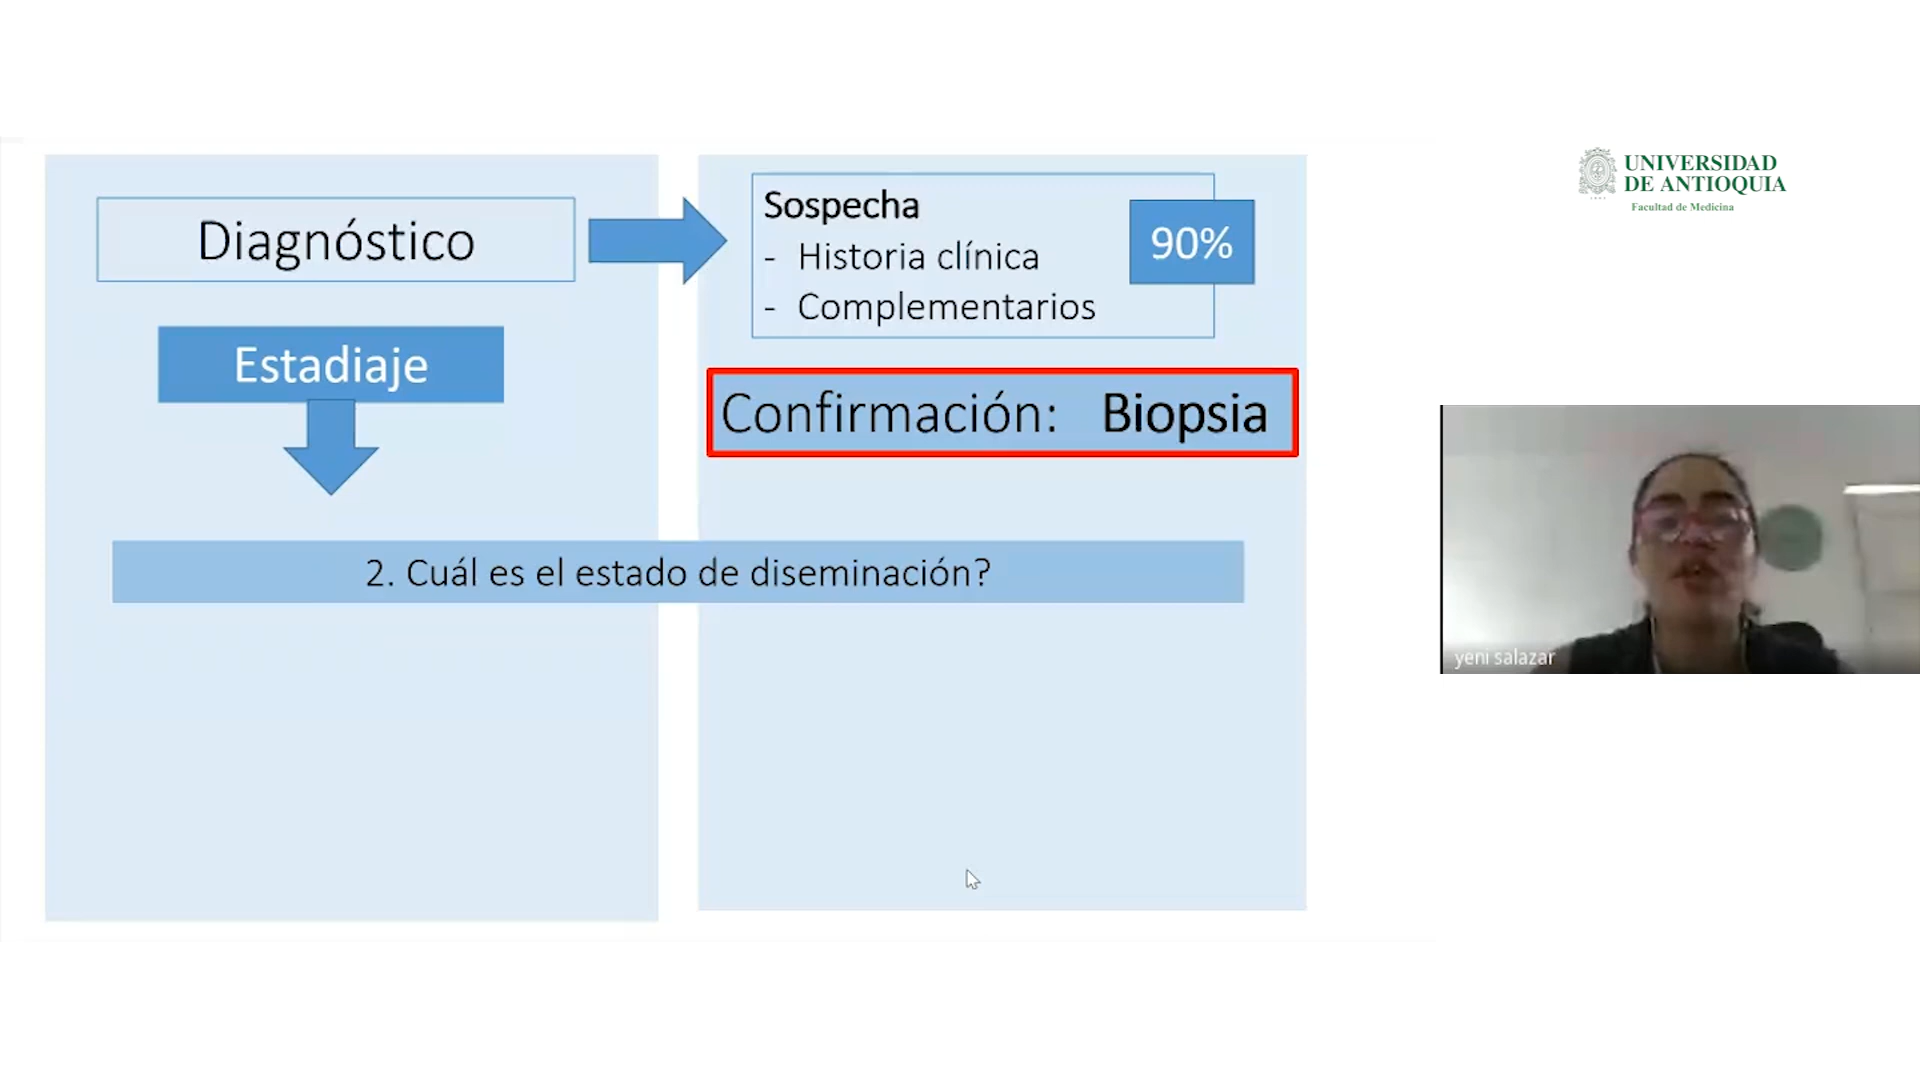 Diagnóstico
Sospecha
- Historia clínica
- Complementarios
90%
Estadiaje
Confirmación: Biopsia
2. Cuál es el estado de diseminación?
UNIVERSIDAD
DE ANTIOQUIA
Facultad de Medicina
yeni salazar